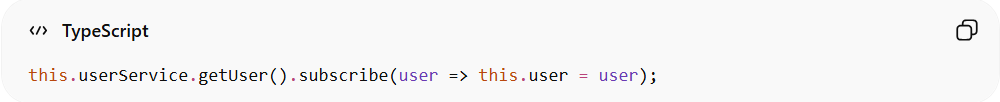 </> TypeScript
this.userService.getUser().subscribe(user => this.user = user);